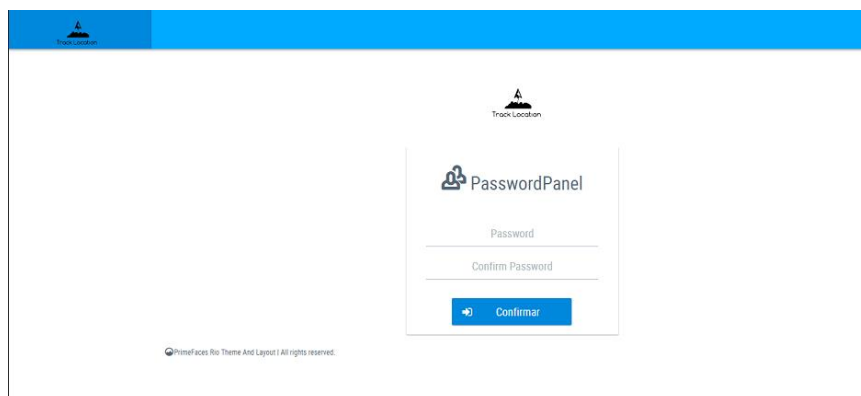 Track Location
Track Location
PasswordPanel
Password
Confirm Password
Confirmar
PrimeFaces Rio Theme And Layout | All rights reserved.